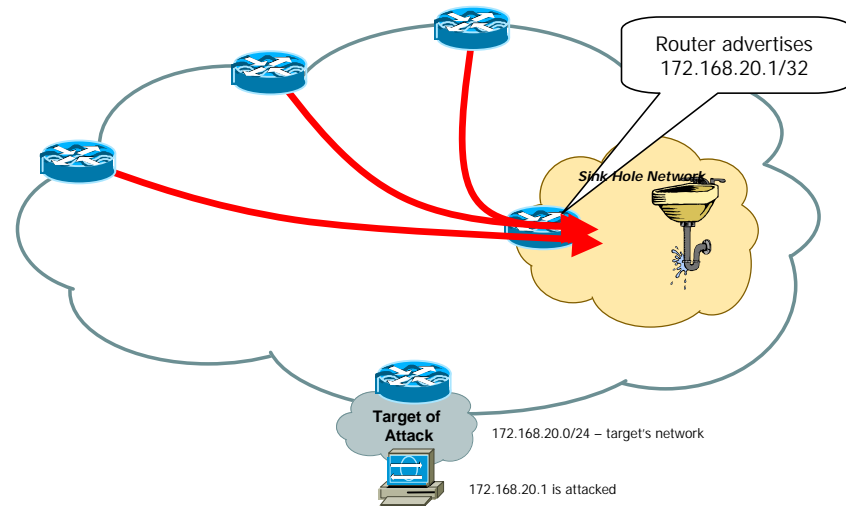 Router advertises
172.168.20.1/32
Sink Hole Network
Target of
Attack
172.168.20.0/24 – target's network
172.168.20.1 is attacked